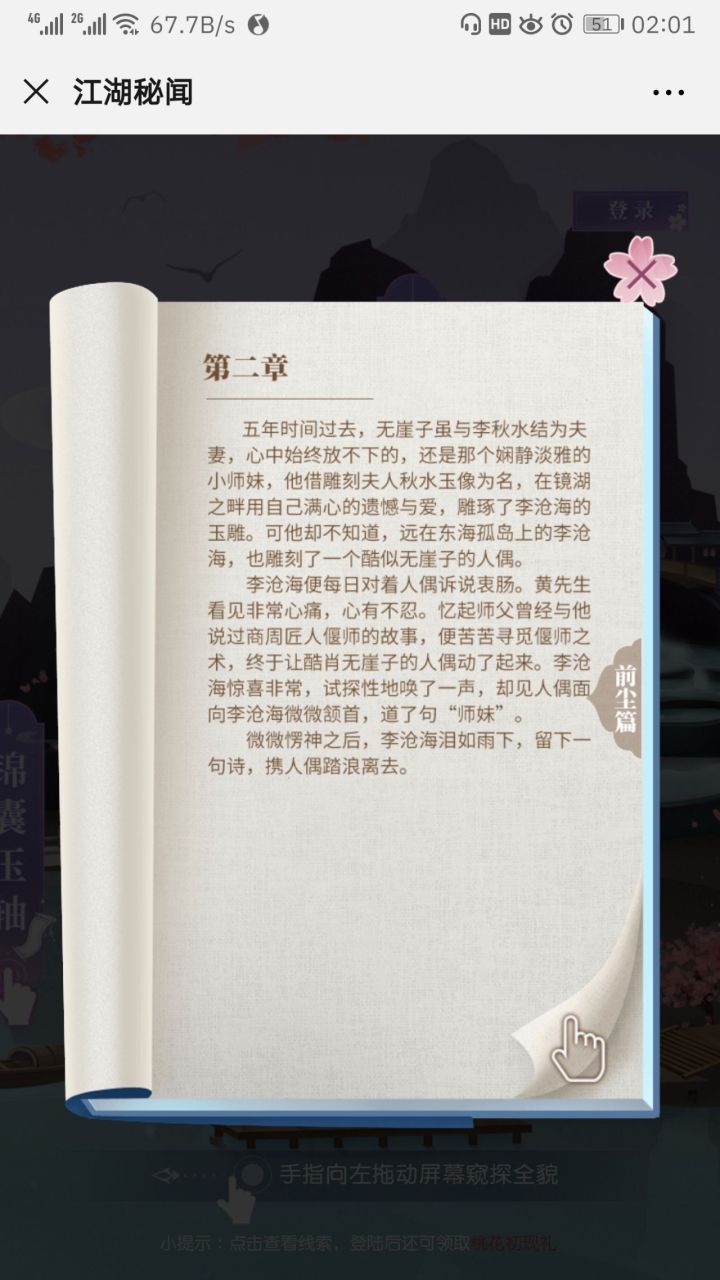 4G 2G 67.7B/s HD 51 02:01
江湖秘闻
登录
第二章
五年时间过去，无崖子虽与李秋水结为夫
妻，心中始终放不下的，还是那个娴静淡雅的
小师妹，他借雕刻夫人秋水玉像为名，在镜湖
之畔用自己满心的遗憾与爱，雕琢了李沧海的
玉雕。可他却不知道，远在东海孤岛上的李沧
海，也雕刻了一个酷似无崖子的人偶。
李沧海便每日对着人偶诉说衷肠。黄先生
看见非常心痛，心有不忍。忆起师父曾经与他
说过商周匠人偃师的故事，便苦苦寻觅偃师之
术，终于让酷肖无崖子的人偶动了起来。李沧
海惊喜非常，试探性地唤了一声，却见人偶面
向李沧海微微颔首，道了句“师妹”。
微微愣神之后，李沧海泪如雨下，留下一
句诗，携人偶踏浪离去。
前尘篇
锦囊玉轴
手指向左拖动屏幕窥探全貌
小提示：点击查看线索，登陆后还可领取桃花初现礼